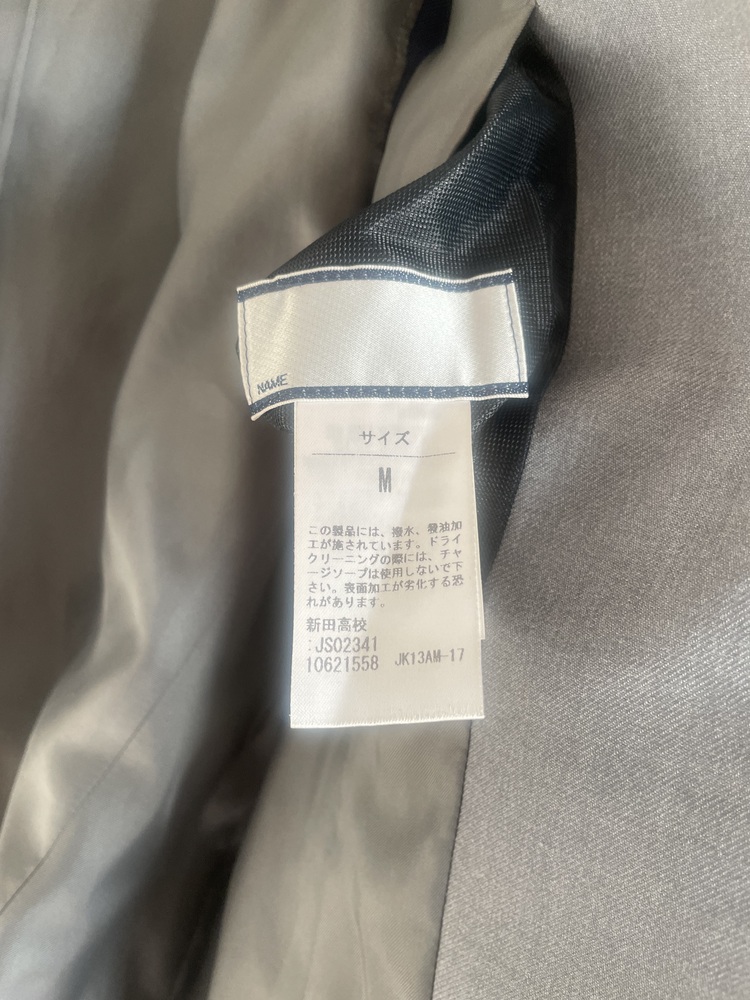 NAME
サイズ
M
この製品には、撥水、発油加
工が施されています。ドライ
クリーニングの際には、チャ
ージソープは使用しないで下
さい。表面加工が劣化する恐
れがあります。
新田高校
:JS02341
10621558 JK13AM-17